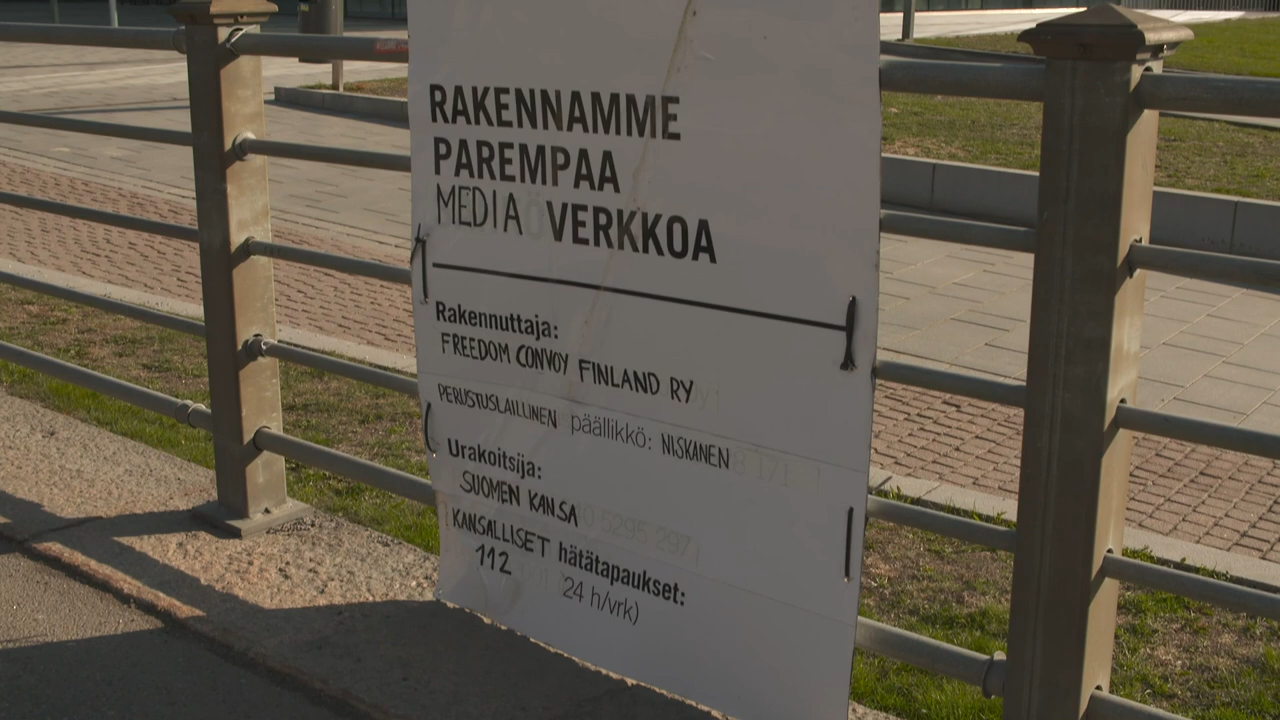 RAKENNAMME
PAREMPAA
MEDIA VERKKOA
Rakennuttaja:
FREEDOM CONVOY FINLAND RY
PERUSTUSLAILLINEN päällikkö: NISKANEN
Urakoitsija:
SUOMEN KANSA
KANSALLISET hätätapaukset:
112 24 h/vrk)